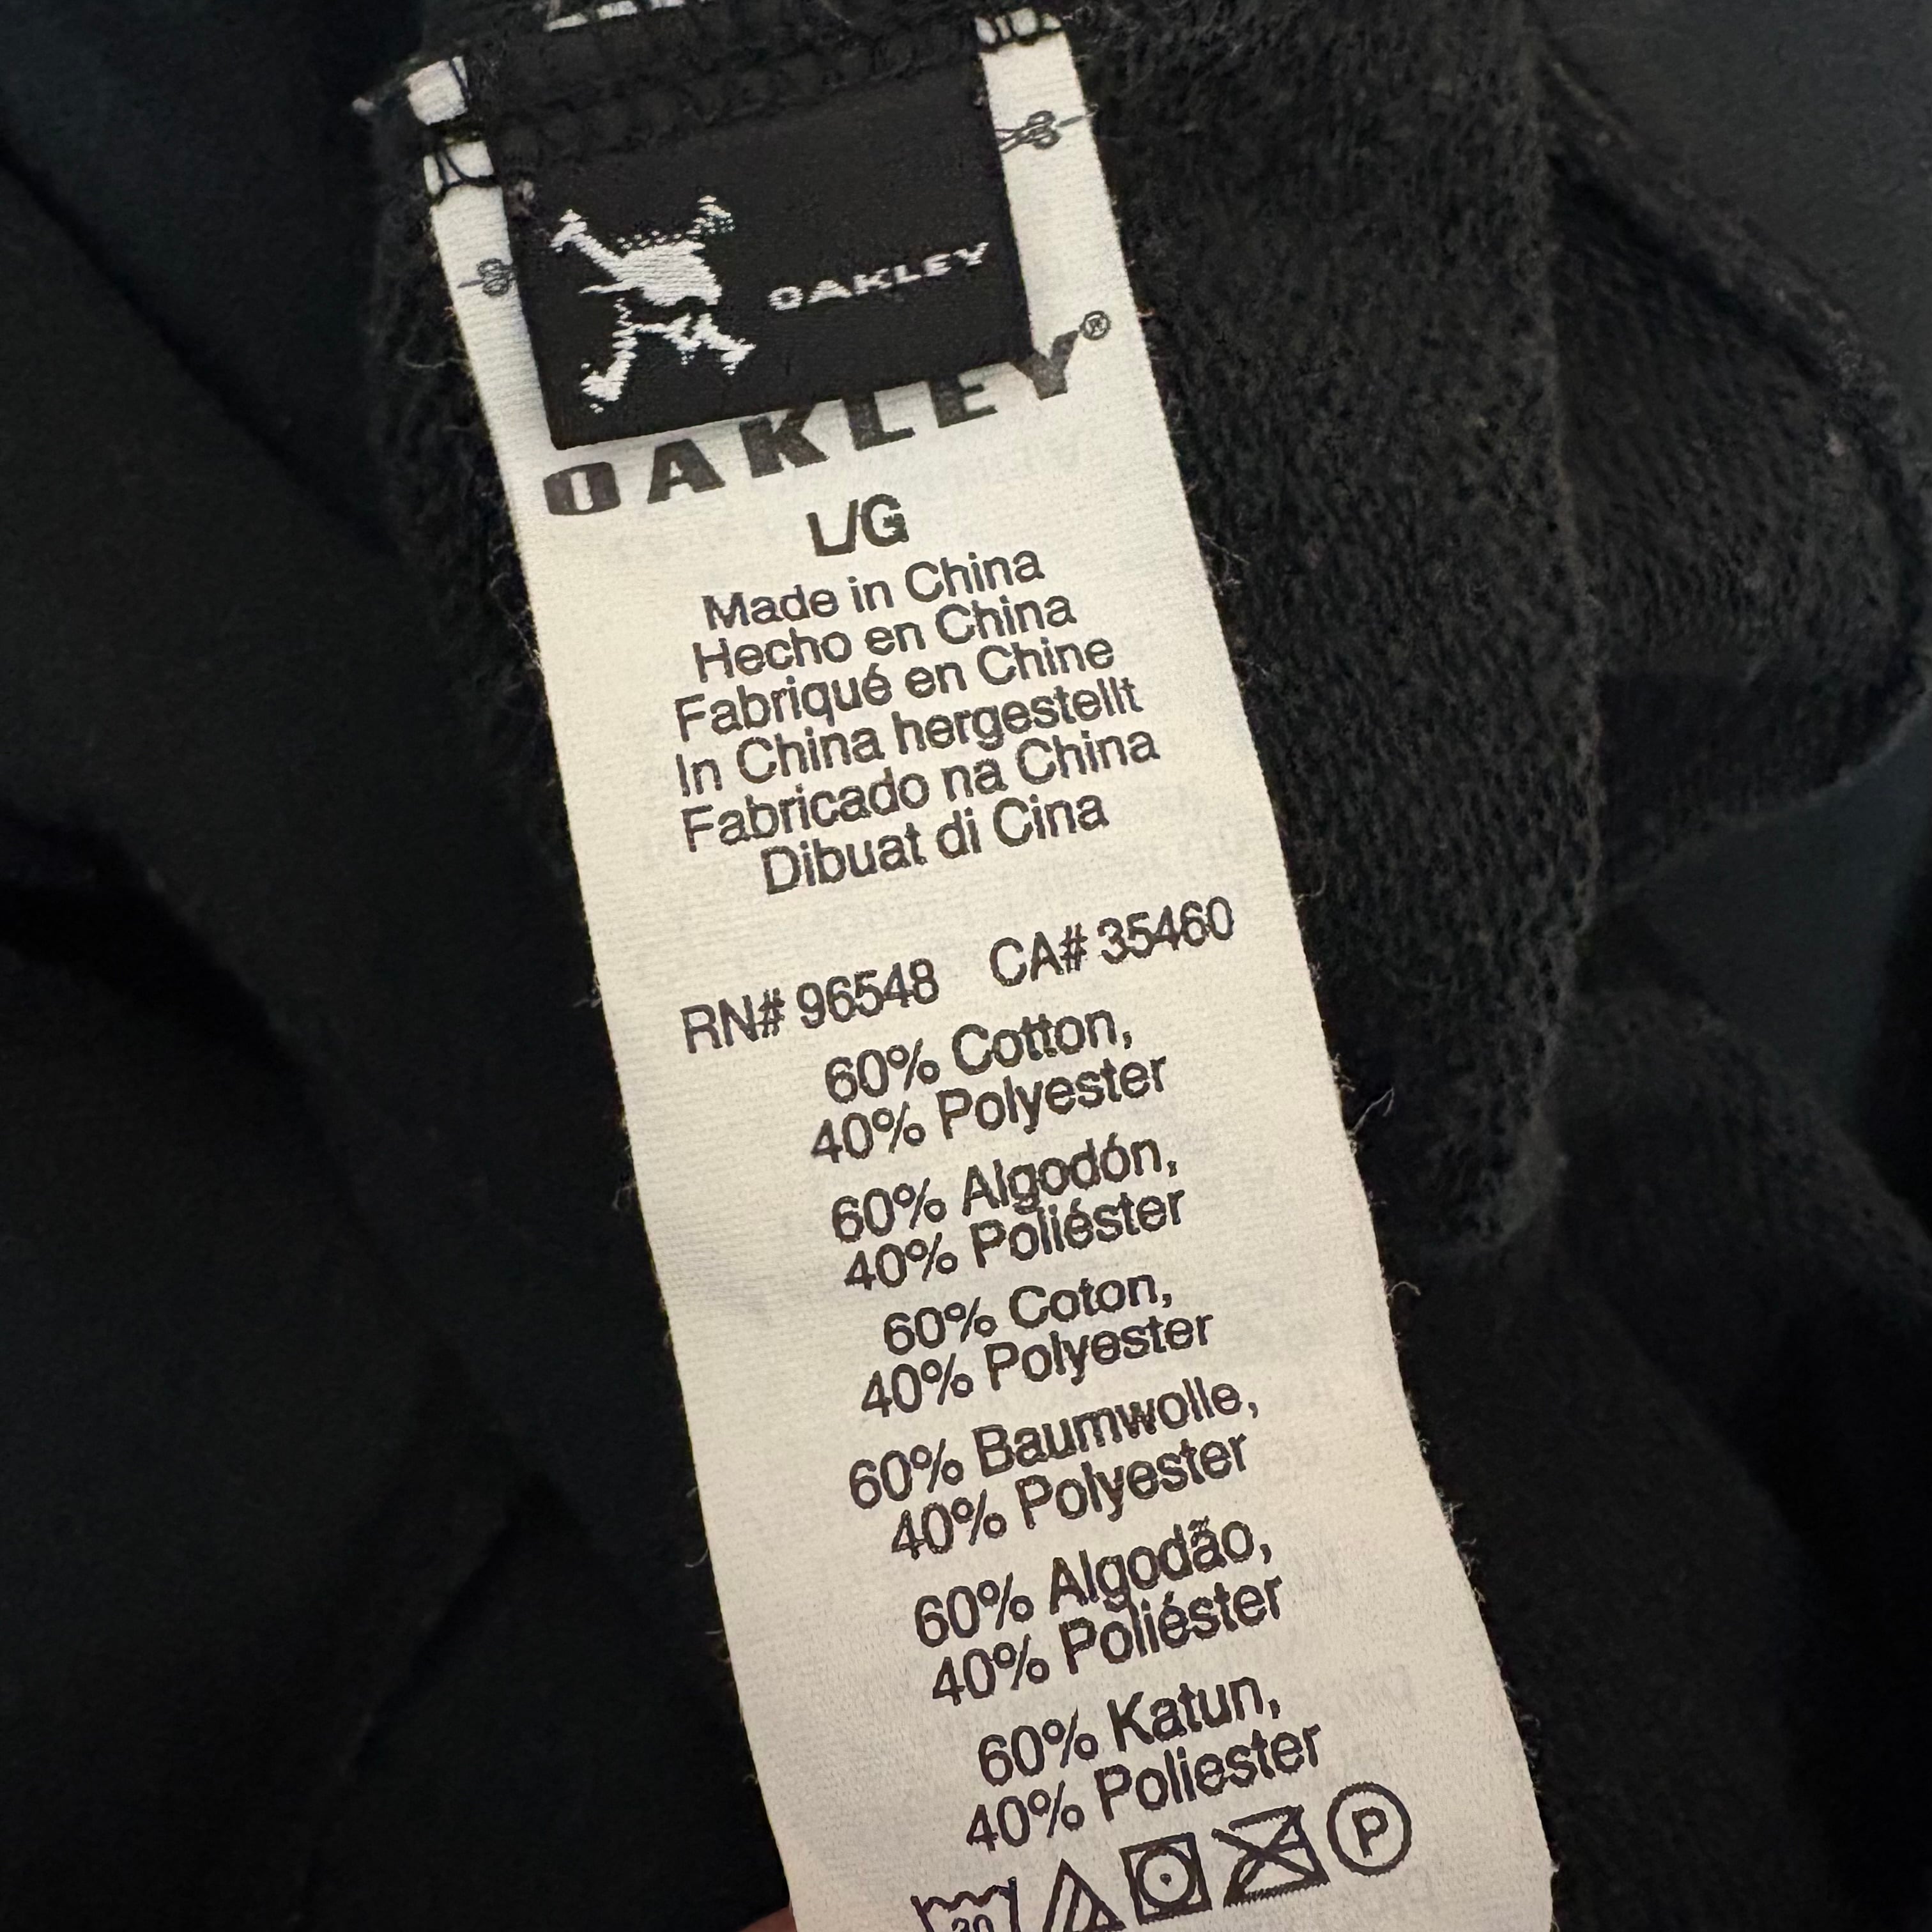 OAKLEY
OAKLEY®
L/G
Made in China
Hecho en China
Fabriqué en Chine
In China hergestellt
Fabricado na China
Dibuat di Cina
RN# 96548 CA# 35460
60% Cotton,
40% Polyester
60% Algodón,
40% Poliéster
60% Coton,
40% Polyester
60% Baumwolle,
40% Polyester
60% Algodão,
40% Poliéster
60% Katun,
40% Poliester
30 P